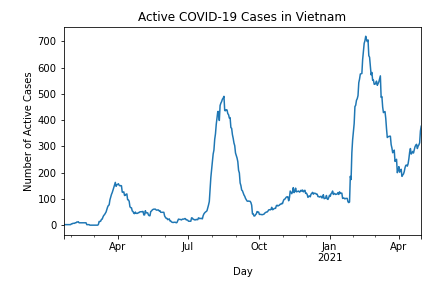 Active COVID-19 Cases in Vietnam
Number of Active Cases
700
600
500
400
300
200
100
0
Apr
Jul
Oct
Jan
2021
Apr
Day